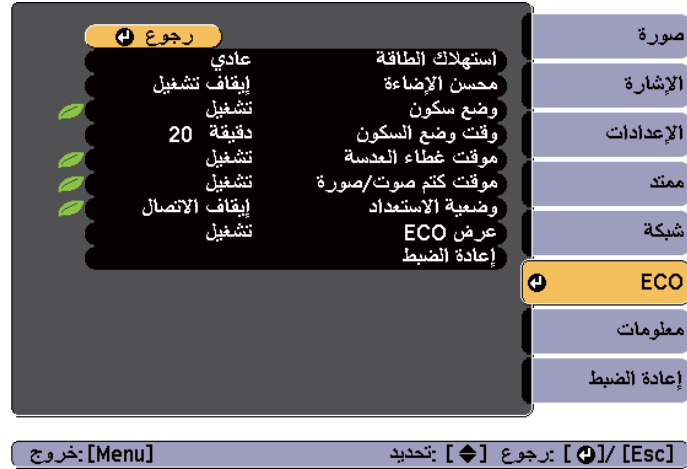 صورة
الإشارة
الإعدادات
ممتد
شبكة
ECO
معلومات
إعادة الضبط
رجوع
استهلاك الطاقة عادي
محسن الإضاءة إيقاف تشغيل
وضع سكون تشغيل
وقت وضع السكون 20 دقيقة
موقت غطاء العدسة تشغيل
موقت كتم صوت/صورة تشغيل
وضعية الاستعداد إيقاف الاتصال
عرض ECO تشغيل
إعادة الضبط
[Esc] /[⏎] :رجوع [◆] :تحديد [Menu] :خروج